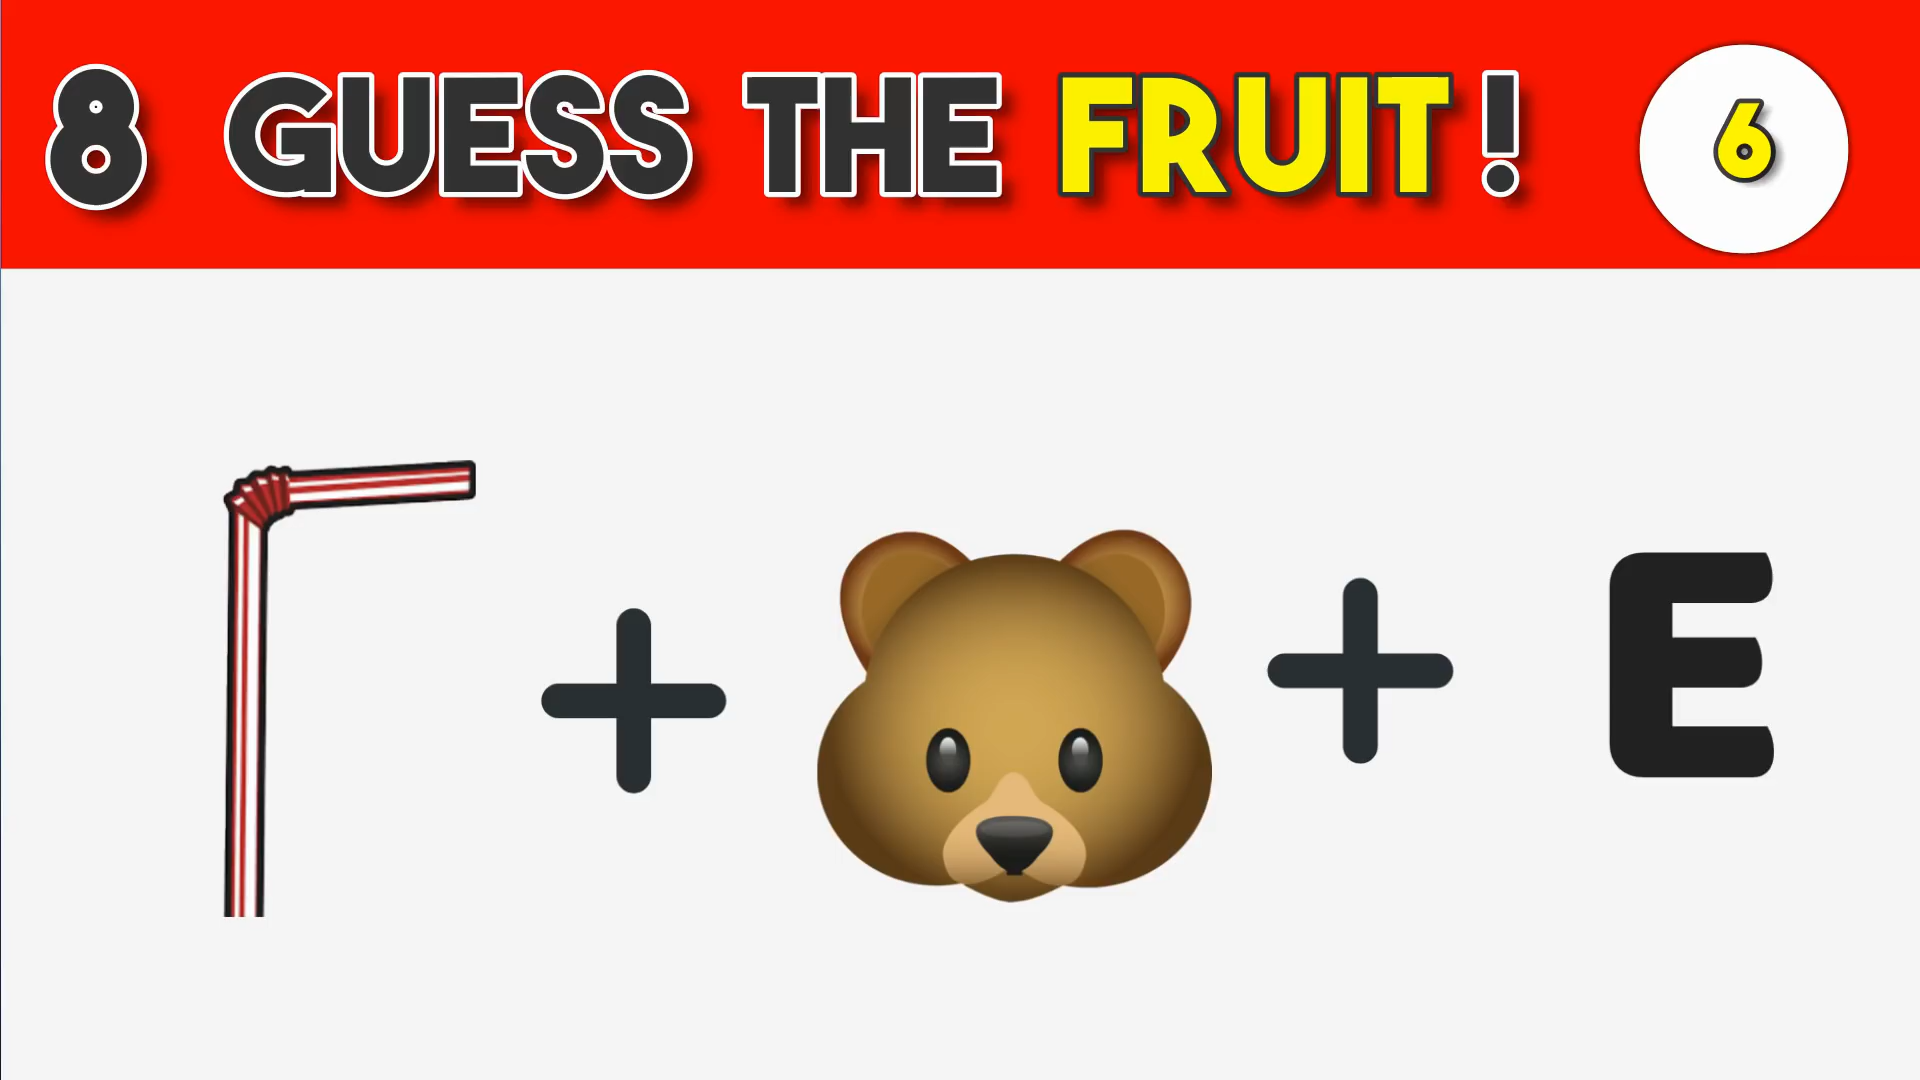 8 GUESS THE FRUIT! 6
+ + E